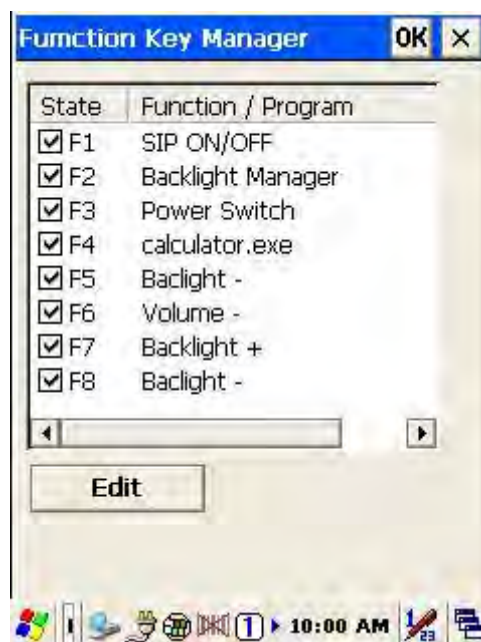 Fumction Key Manager OK ×
State Function / Program
F1 SIP ON/OFF
F2 Backlight Manager
F3 Power Switch
F4 calculator.exe
F5 Baclight -
F6 Volume -
F7 Backlight +
F8 Baclight -
Edit
1 10:00 AM